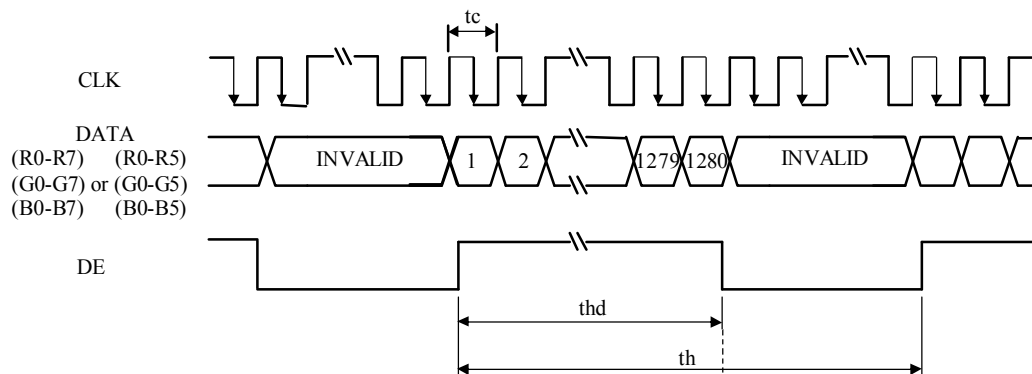 tc
CLK
DATA
(R0-R7) (R0-R5)
(G0-G7) or (G0-G5)
(B0-B7) (B0-B5)
INVALID 1 2 1279 1280 INVALID
DE
thd
th